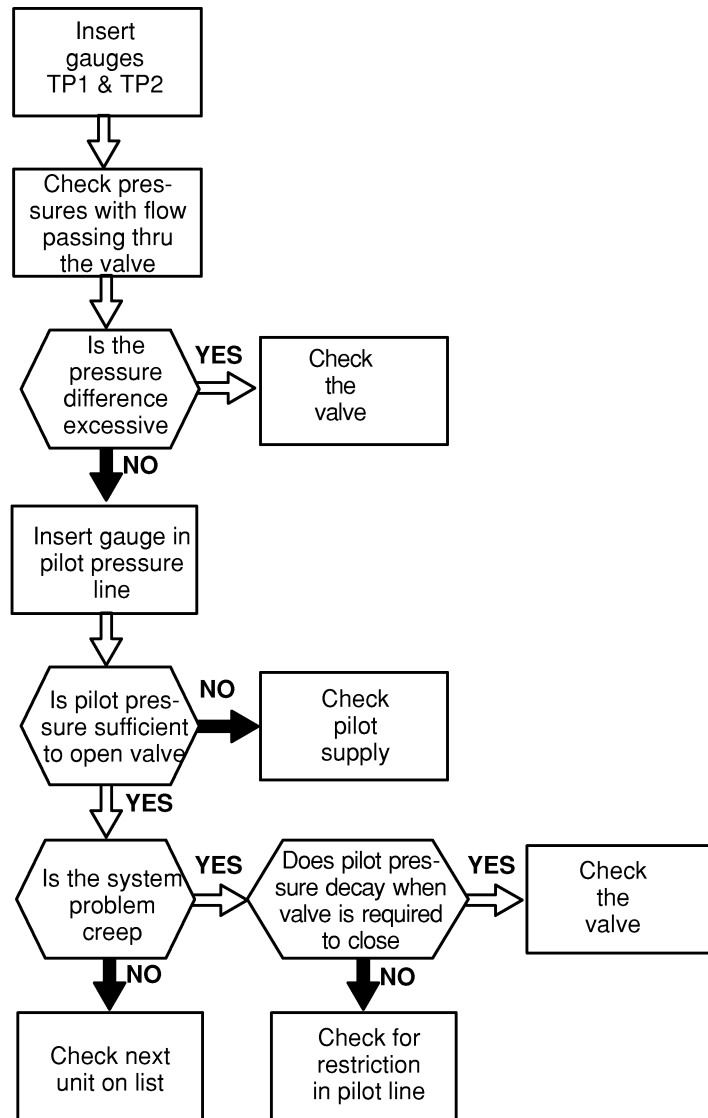 Insert
gauges
TP1 & TP2
Check pres-
sures with flow
passing thru
the valve
Is the
pressure
difference
excessive
YES
Check
the
valve
NO
Insert gauge in
pilot pressure
line
Is pilot pres-
sure sufficient
to open valve
NO
Check
pilot
supply
YES
Is the system
problem
creep
YES
Does pilot pres-
sure decay when
valve is required
to close
YES
Check
the
valve
NO
Check next
unit on list
NO
Check for
restriction
in pilot line